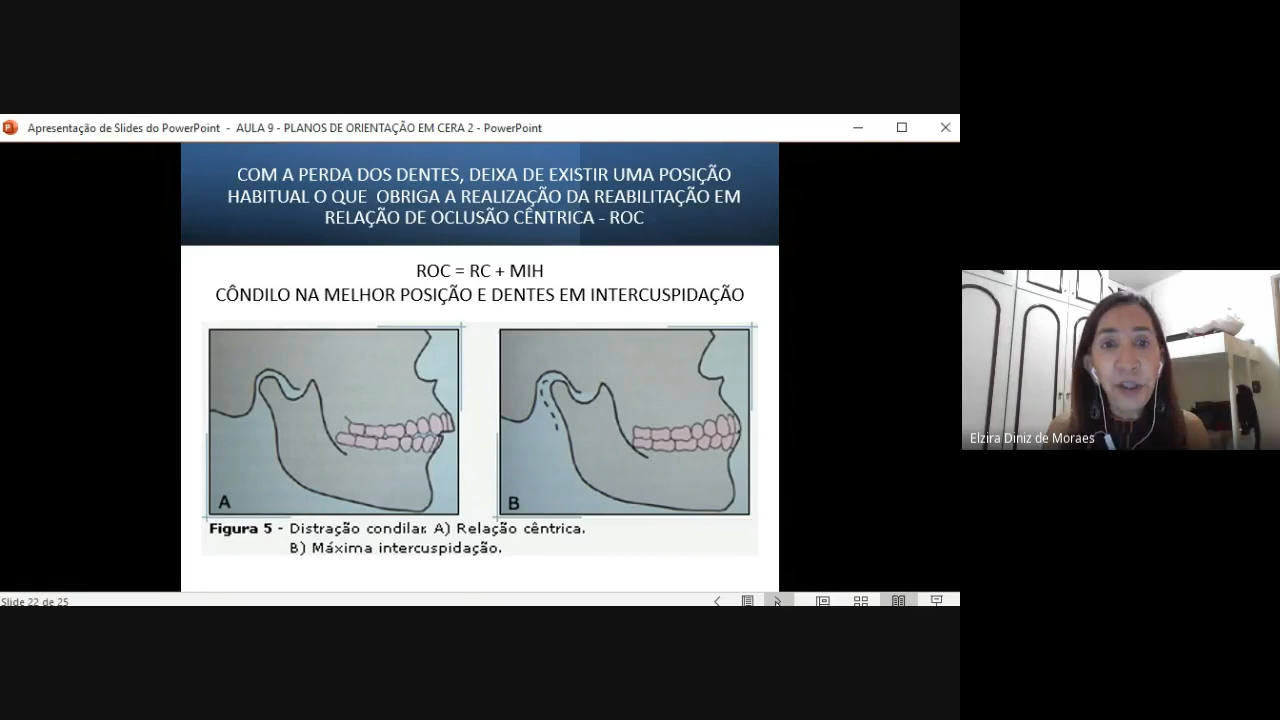 Apresentação de Slides do PowerPoint - AULA 9 - PLANOS DE ORIENTAÇÃO EM CERA 2 - PowerPoint
COM A PERDA DOS DENTES, DEIXA DE EXISTIR UMA POSIÇÃO
HABITUAL O QUE OBRIGA A REALIZAÇÃO DA REABILITAÇÃO EM
RELAÇÃO DE OCLUSÃO CÊNTRICA - ROC
ROC = RC + MIH
CÔNDILO NA MELHOR POSIÇÃO E DENTES EM INTERCUSPIDAÇÃO
A
B
Figura 5 - Distração condilar. A) Relação cêntrica.
B) Máxima intercuspidação.
Elzira Diniz de Moraes
Slide 22 de 25